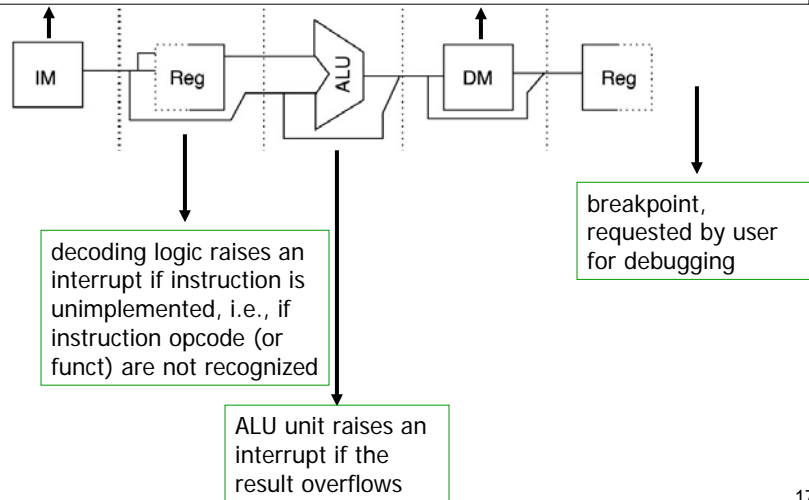 IM
Reg
ALU
DM
Reg
decoding logic raises an
interrupt if instruction is
unimplemented, i.e., if
instruction opcode (or
funct) are not recognized
breakpoint,
requested by user
for debugging
ALU unit raises an
interrupt if the
result overflows